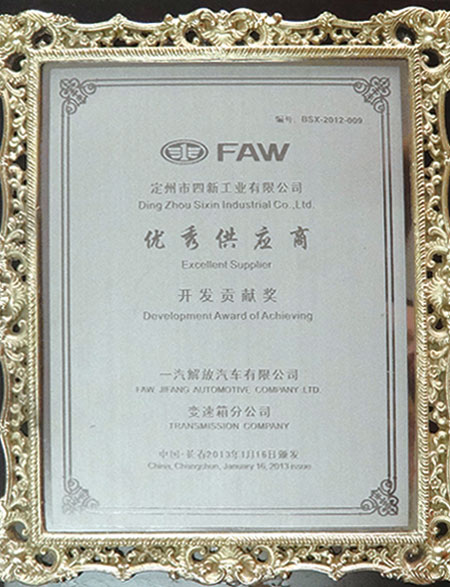 编号: BSX-2012-009
FAW
定州市四新工业有限公司
Ding Zhou Sixin Industrial Co.,Ltd.
优秀供应商
Excellent Supplier
开发贡献奖
Development Award of Achieving
一汽解放汽车有限公司
FAW JIFANG AUTOMOTIVE COMPANY LTD.
变速箱分公司
TRANSMISSION COMPANY
中国·长春2013年1月16日颁发
China, Changchun, January 16, 2013 issue